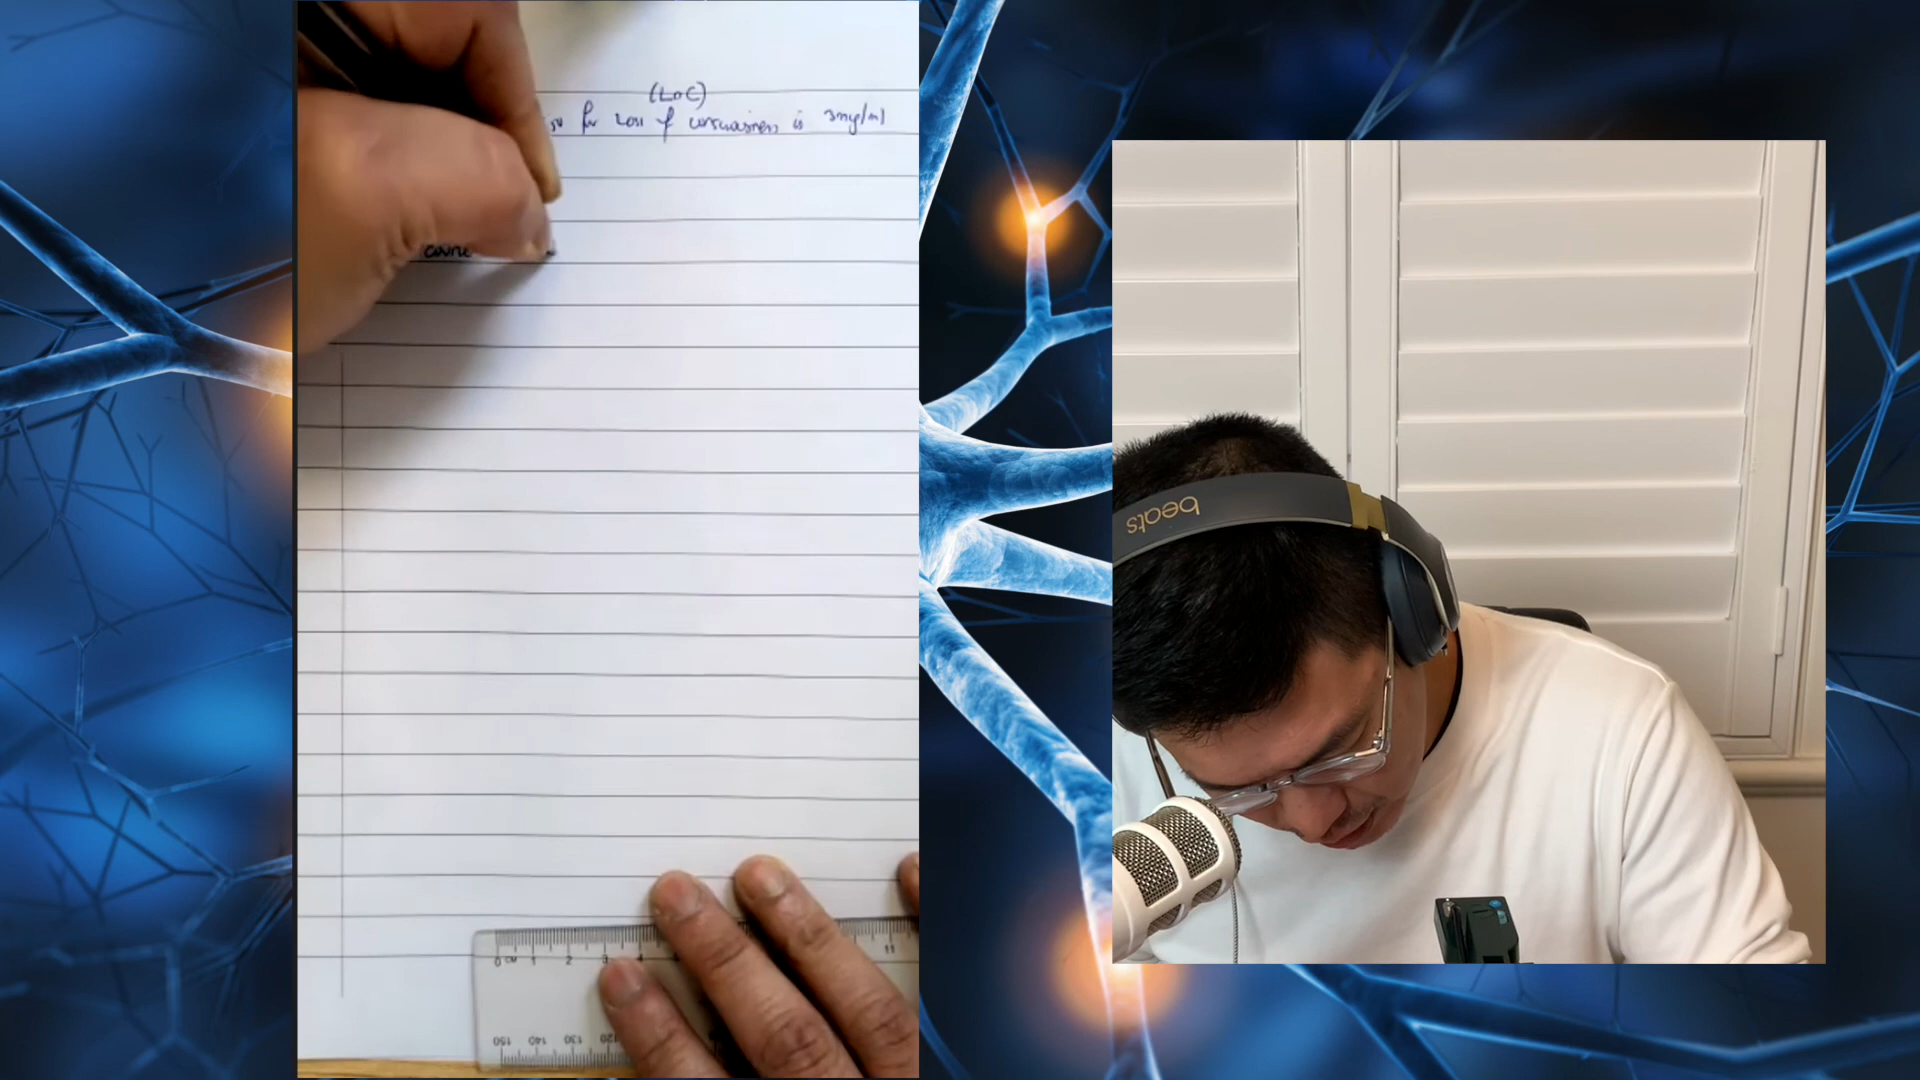 (LOC)
for Loss of consciousness is 3mg/ml
conc
beats
0 CM 1 2 3 4 11
150 140 130 120